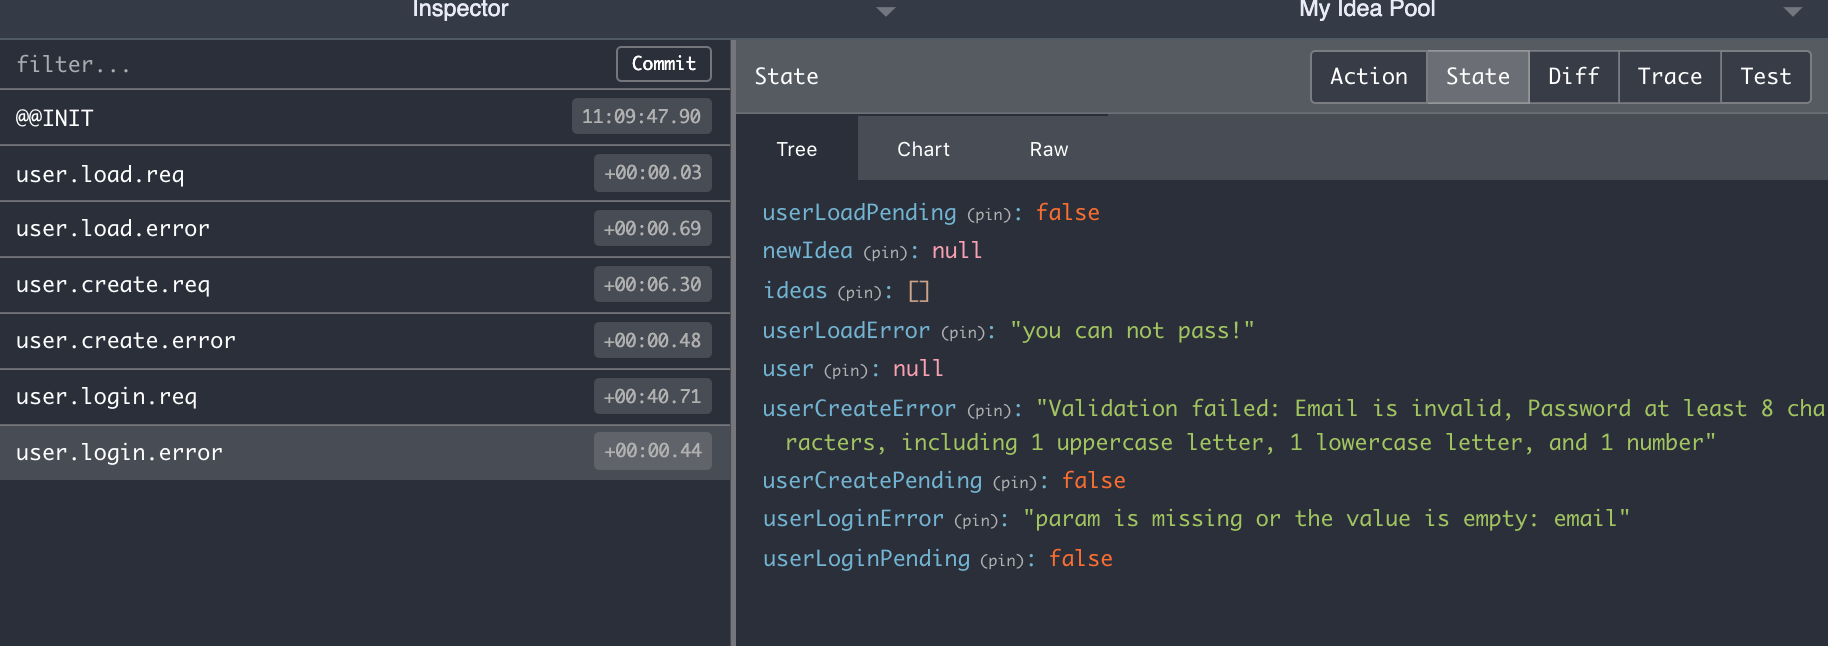 Inspector
My Idea Pool
filter...
Commit
@@INIT
11:09:47.90
user.load.req
+00:00.03
user.load.error
+00:00.69
user.create.req
+00:06.30
user.create.error
+00:00.48
user.login.req
+00:40.71
user.login.error
+00:00.44
State
Action
State
Diff
Trace
Test
Tree
Chart
Raw
userLoadPending (pin): false
newIdea (pin): null
ideas (pin): []
userLoadError (pin): "you can not pass!"
user (pin): null
userCreateError (pin): "Validation failed: Email is invalid, Password at least 8 cha
racters, including 1 uppercase letter, 1 lowercase letter, and 1 number"
userCreatePending (pin): false
userLoginError (pin): "param is missing or the value is empty: email"
userLoginPending (pin): false